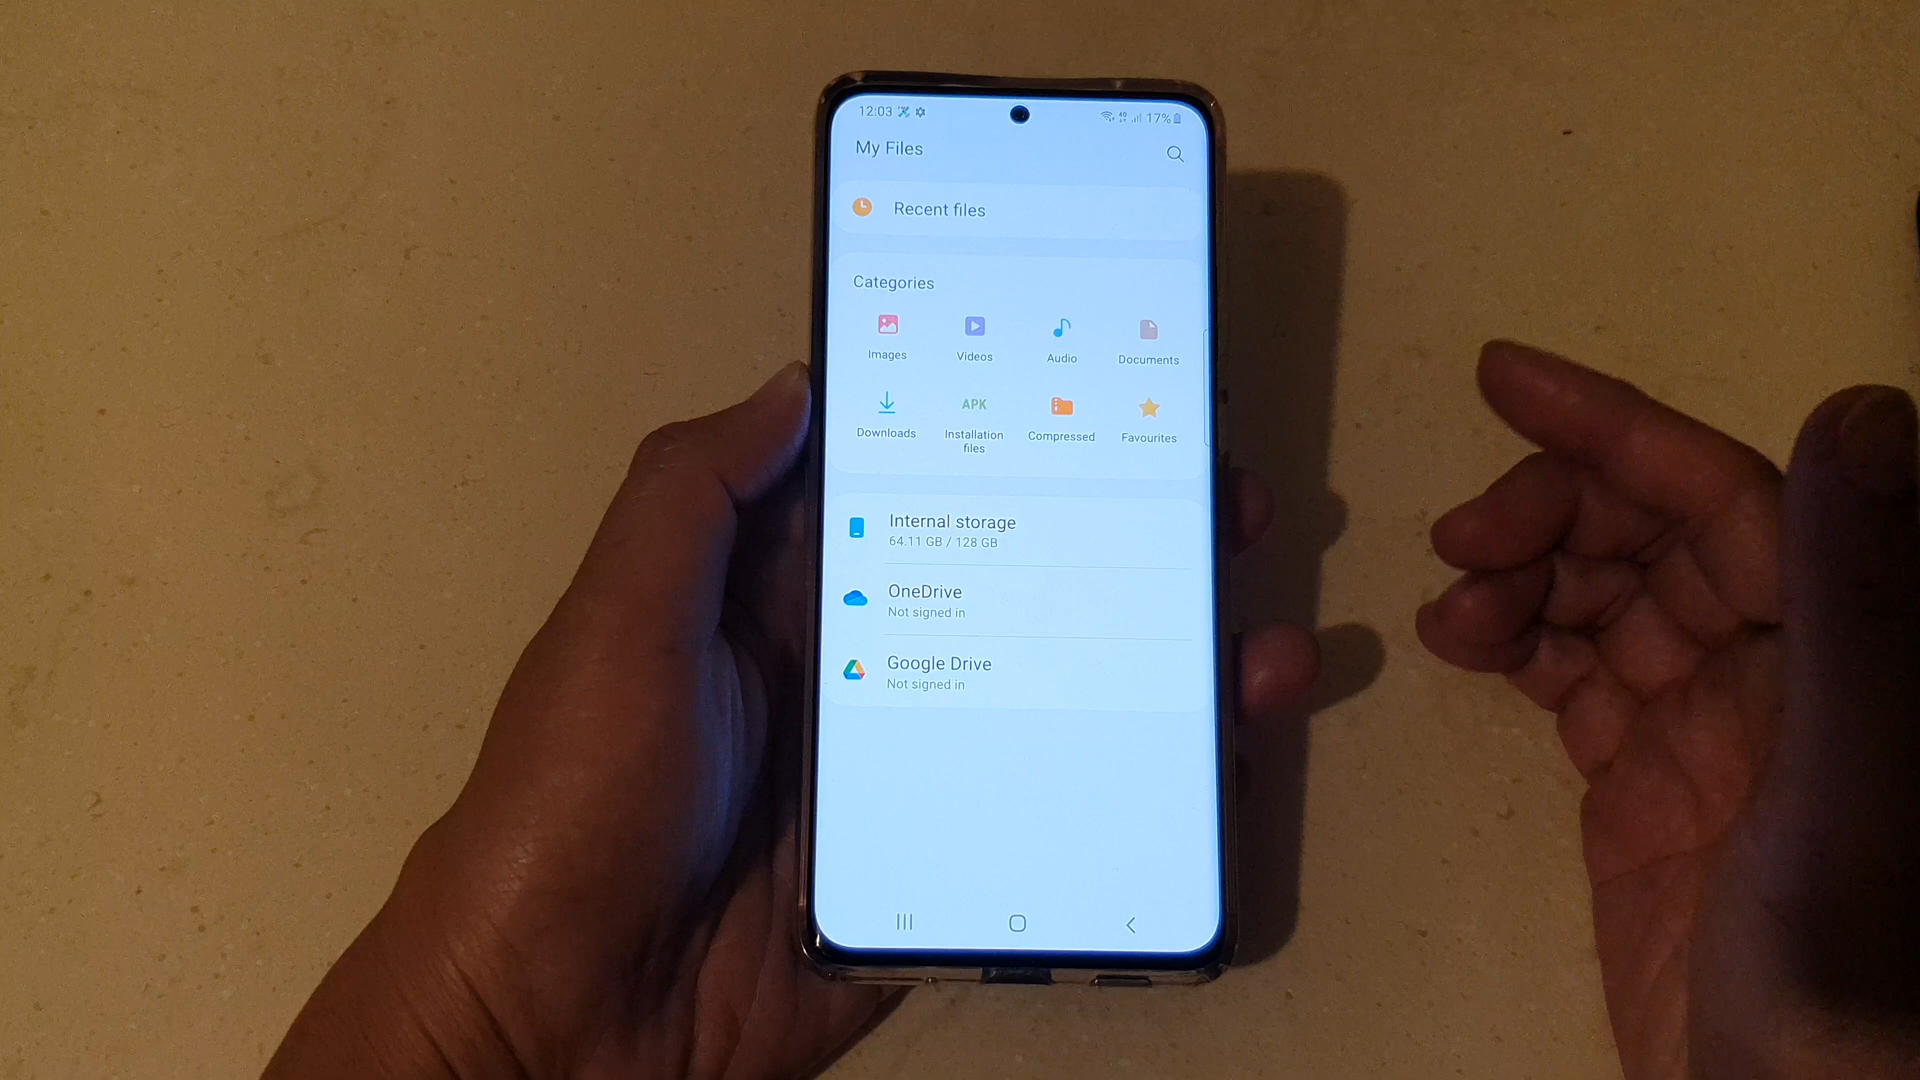 12:03
17%
My Files
Recent files
Categories
Images
Videos
Audio
Documents
APK
Downloads
Installation
files
Compressed
Favourites
Internal storage
64.11 GB / 128 GB
OneDrive
Not signed in
Google Drive
Not signed in